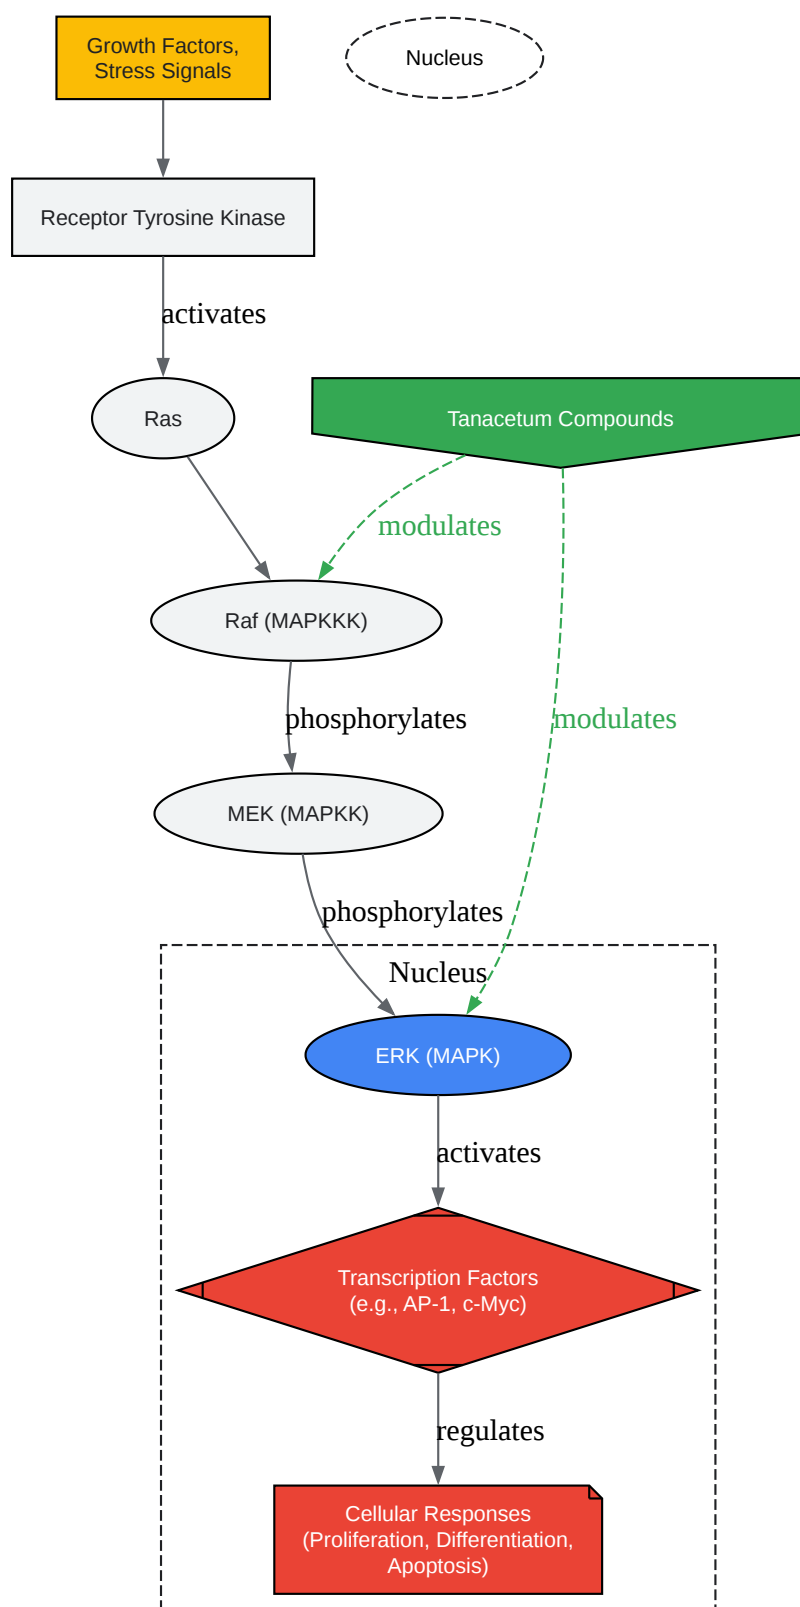 Growth Factors,
Stress Signals
Nucleus
Receptor Tyrosine Kinase
activates
Ras
Tanacetum Compounds
modulates
Raf (MAPKKK)
phosphorylates
modulates
MEK (MAPKK)
phosphorylates
Nucleus
ERK (MAPK)
activates
Transcription Factors
(e.g., AP-1, c-Myc)
regulates
Cellular Responses
(Proliferation, Differentiation,
Apoptosis)